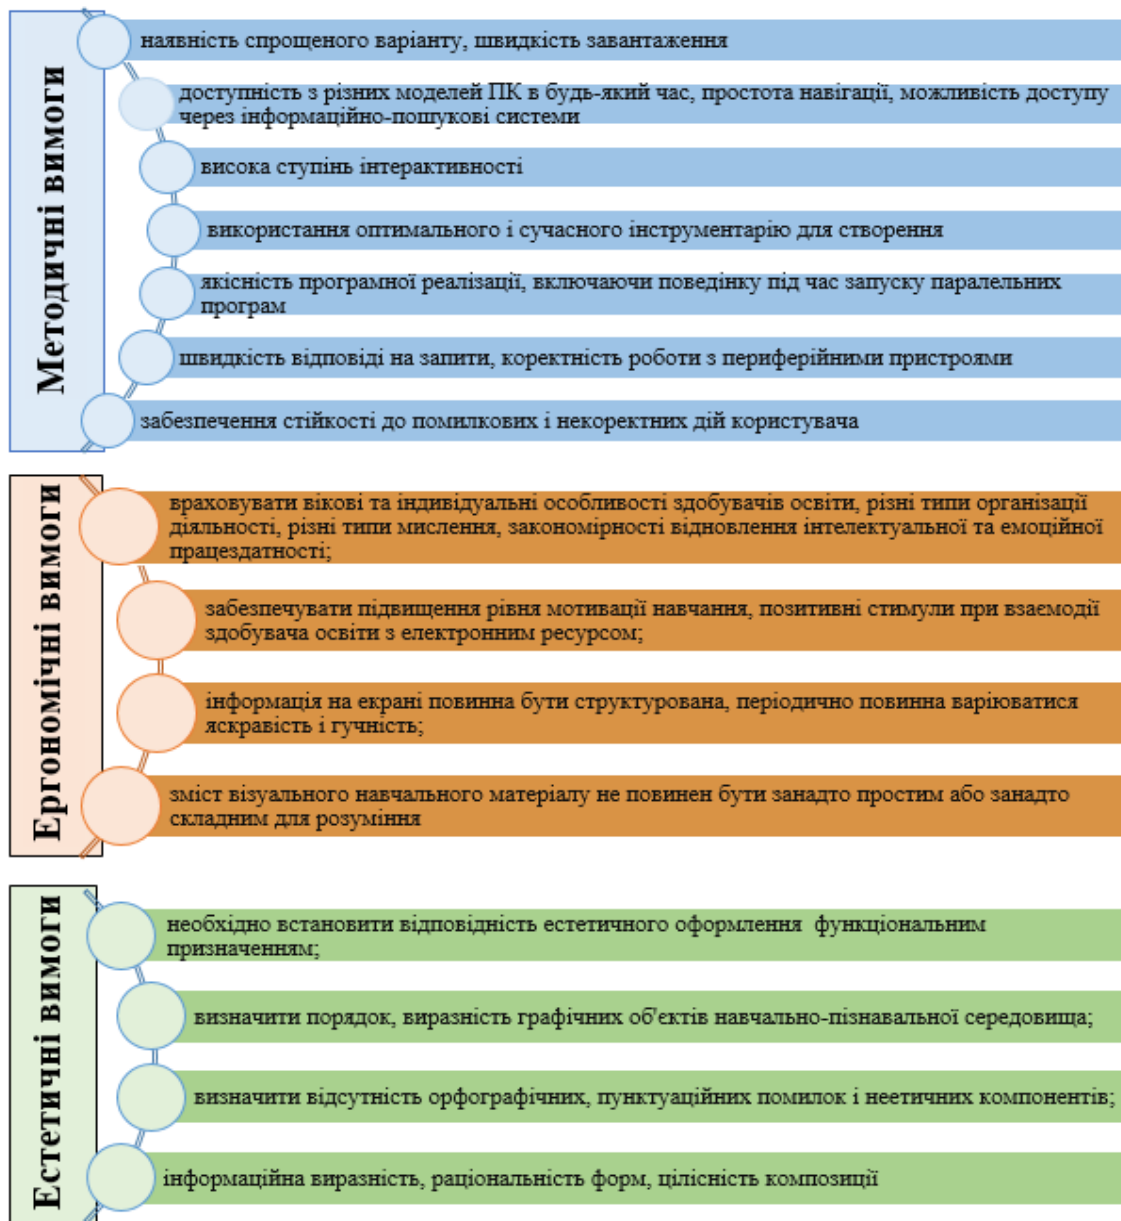 Методичні вимоги
наявність спрощеного варіанту, швидкість завантаження
доступність з різних моделей ПК в будь-який час, простота навігації, можливість доступу
через інформаційно-пошукові системи
висока ступінь інтерактивності
використання оптимального і сучасного інструментарію для створення
якісність програмної реалізації, включаючи поведінку під час запуску паралельних
програм
швидкість відповіді на запити, коректність роботи з периферійними пристроями
забезпечення стійкості до помилкових і некоректних дій користувача
Ергономічні вимоги
враховувати вікові та індивідуальні особливості здобувачів освіти, різні типи організації
діяльності, різні типи мислення, закономірності відновлення інтелектуальної та емоційної
працездатності;
забезпечувати підвищення рівня мотивації навчання, позитивні стимули при взаємодії
здобувача освіти з електронним ресурсом;
інформація на екрані повинна бути структурована, періодично повинна варіюватися
яскравість і гучність;
зміст візуального навчального матеріалу не повинен бути занадто простим або занадто
складним для розуміння
Естетичні вимоги
необхідно встановити відповідність естетичного оформлення функціональним
призначенням;
визначити порядок, виразність графічних об'єктів навчально-пізнавальної середовища;
визначити відсутність орфографічних, пунктуаційних помилок і неетичних компонентів;
інформаційна виразність, раціональність форм, цілісність композиції